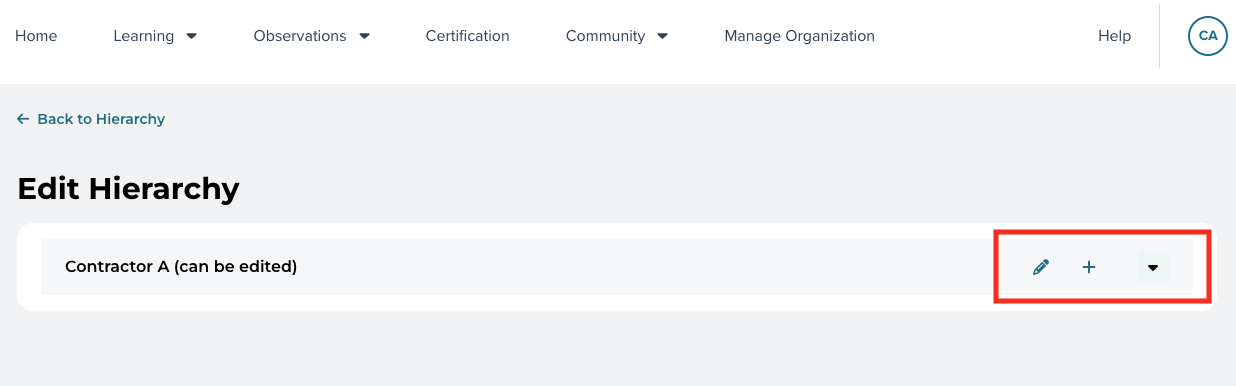 Home Learning Observations Certification Community Manage Organization Help CA
Back to Hierarchy
Edit Hierarchy
Contractor A (can be edited)